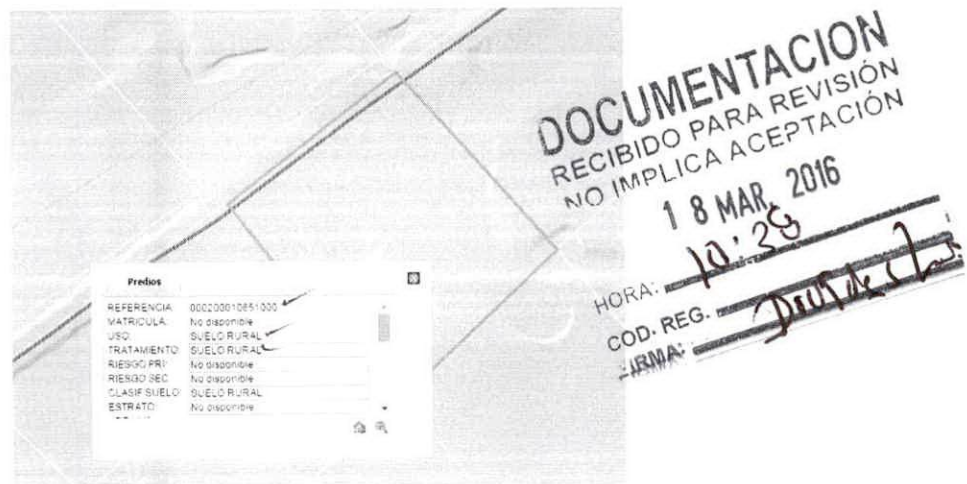 Predios
REFERENCIA: 000200010851000
MATRICULA: No disponible
USO: SUELO RURAL
TRATAMIENTO: SUELO RURAL
RIESGO PRI: No disponible
RIESGO SEC: No disponible
CLASIF SUELO: SUELO RURAL
ESTRATO: No disponible
DOCUMENTACION
RECIBIDO PARA REVISIÓN
NO IMPLICA ACEPTACIÓN
18 MAR. 2016
HORA: 10:28
COD. REG.
FIRMA: